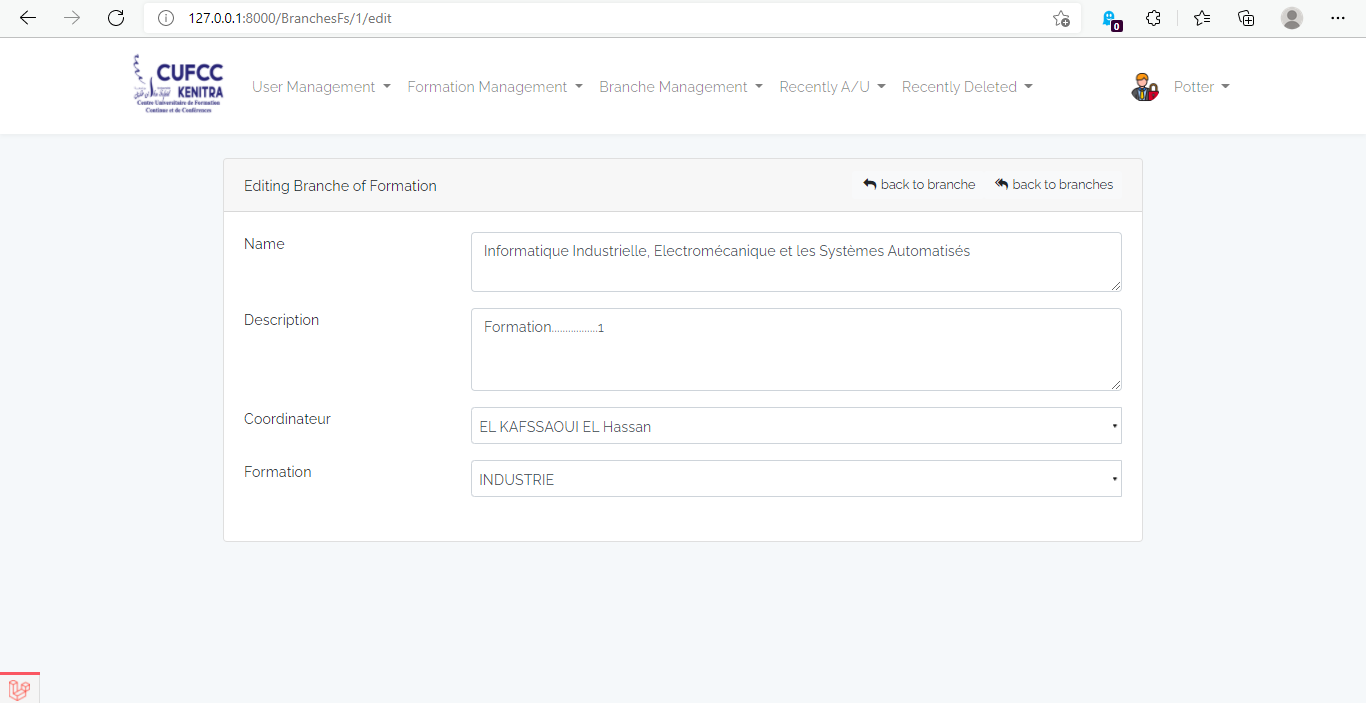 127.0.0.1:8000/BranchesFs/1/edit
0
CUFCC
KENITRA
Centre Universitaire de Formation
Continue et de Conférences
User Management Formation Management Branche Management Recently A/U Recently Deleted Potter
Editing Branche of Formation back to branche back to branches
Name Informatique Industrielle, Electromécanique et les Systèmes Automatisés
Description Formation.................1
Coordinateur EL KAFSSAOUI EL Hassan
Formation INDUSTRIE